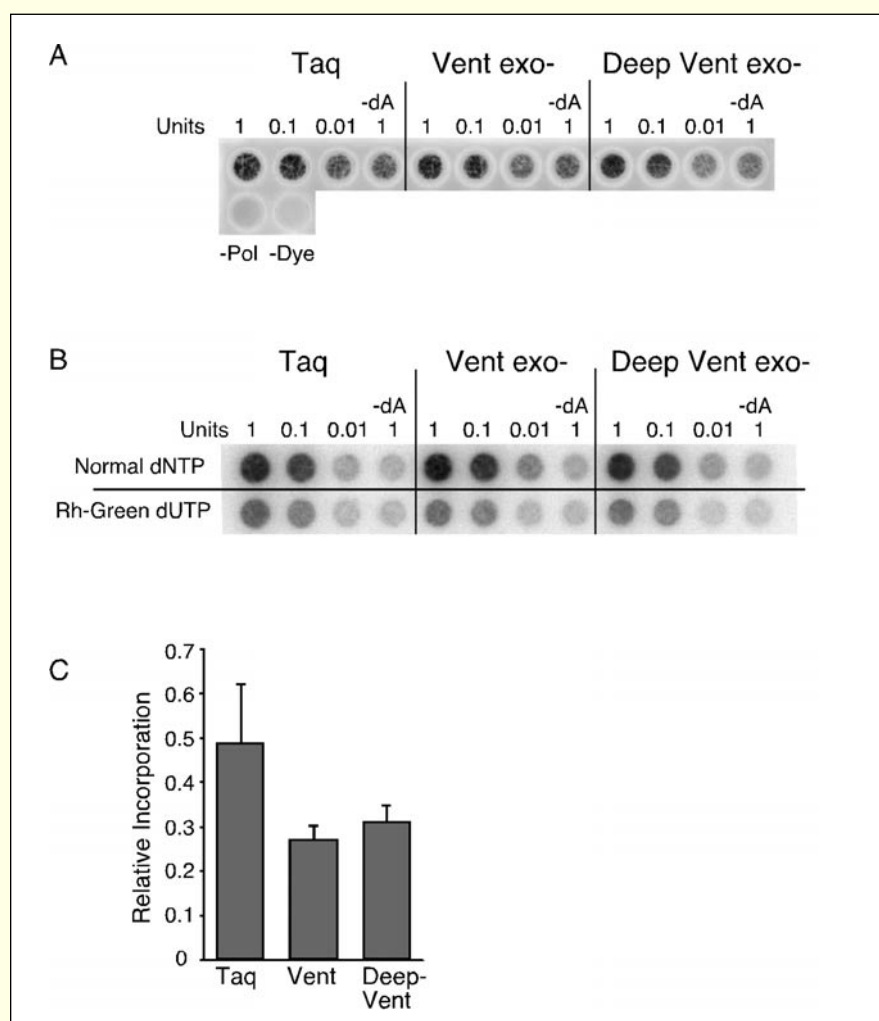 A
Taq Vent exo- Deep Vent exo-
-dA -dA -dA
Units 1 0.1 0.01 1 1 0.1 0.01 1 1 0.1 0.01 1
-Pol -Dye
B
Taq Vent exo- Deep Vent exo-
-dA -dA -dA
Units 1 0.1 0.01 1 1 0.1 0.01 1 1 0.1 0.01 1
Normal dNTP
Rh-Green dUTP
C
Relative Incorporation
0.7
0.6
0.5
0.4
0.3
0.2
0.1
0
Taq Vent Deep-
Vent